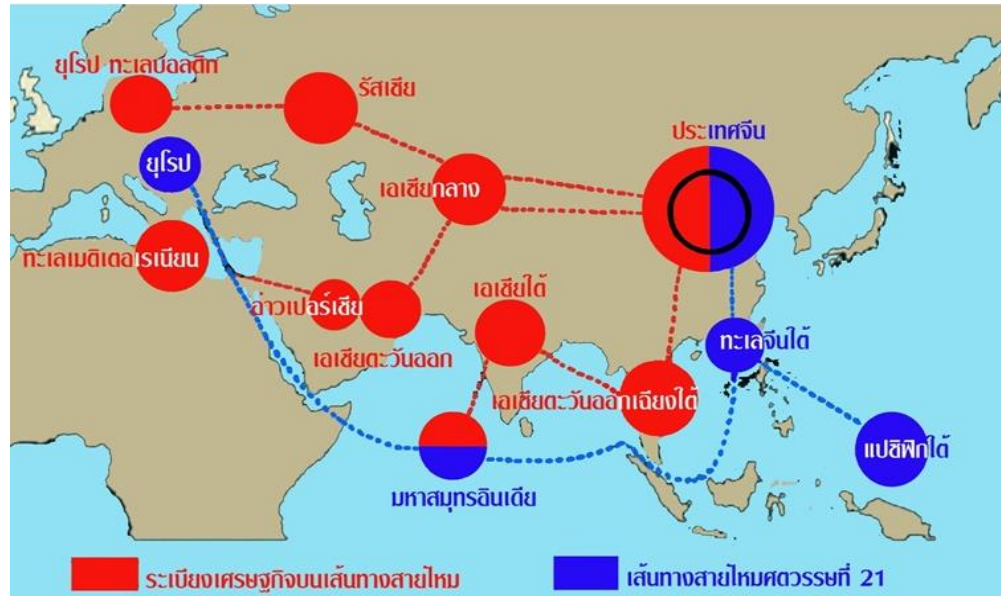 ยุโรป ทะเลบอลติก
รัสเซีย
ประเทศจีน
ยุโรป
เอเชียกลาง
ทะเลเมดิเตอเรเนียน
อ่าวเปอร์เซีย
เอเชียใต้
เอเชียตะวันออก
ทะเลจีนใต้
เอเชียตะวันออกเฉียงใต้
แปซิฟิกใต้
มหาสมุทรอินเดีย
ระเบียงเศรษฐกิจบนเส้นทางสายไหม
เส้นทางสายไหมศตวรรษที่ 21